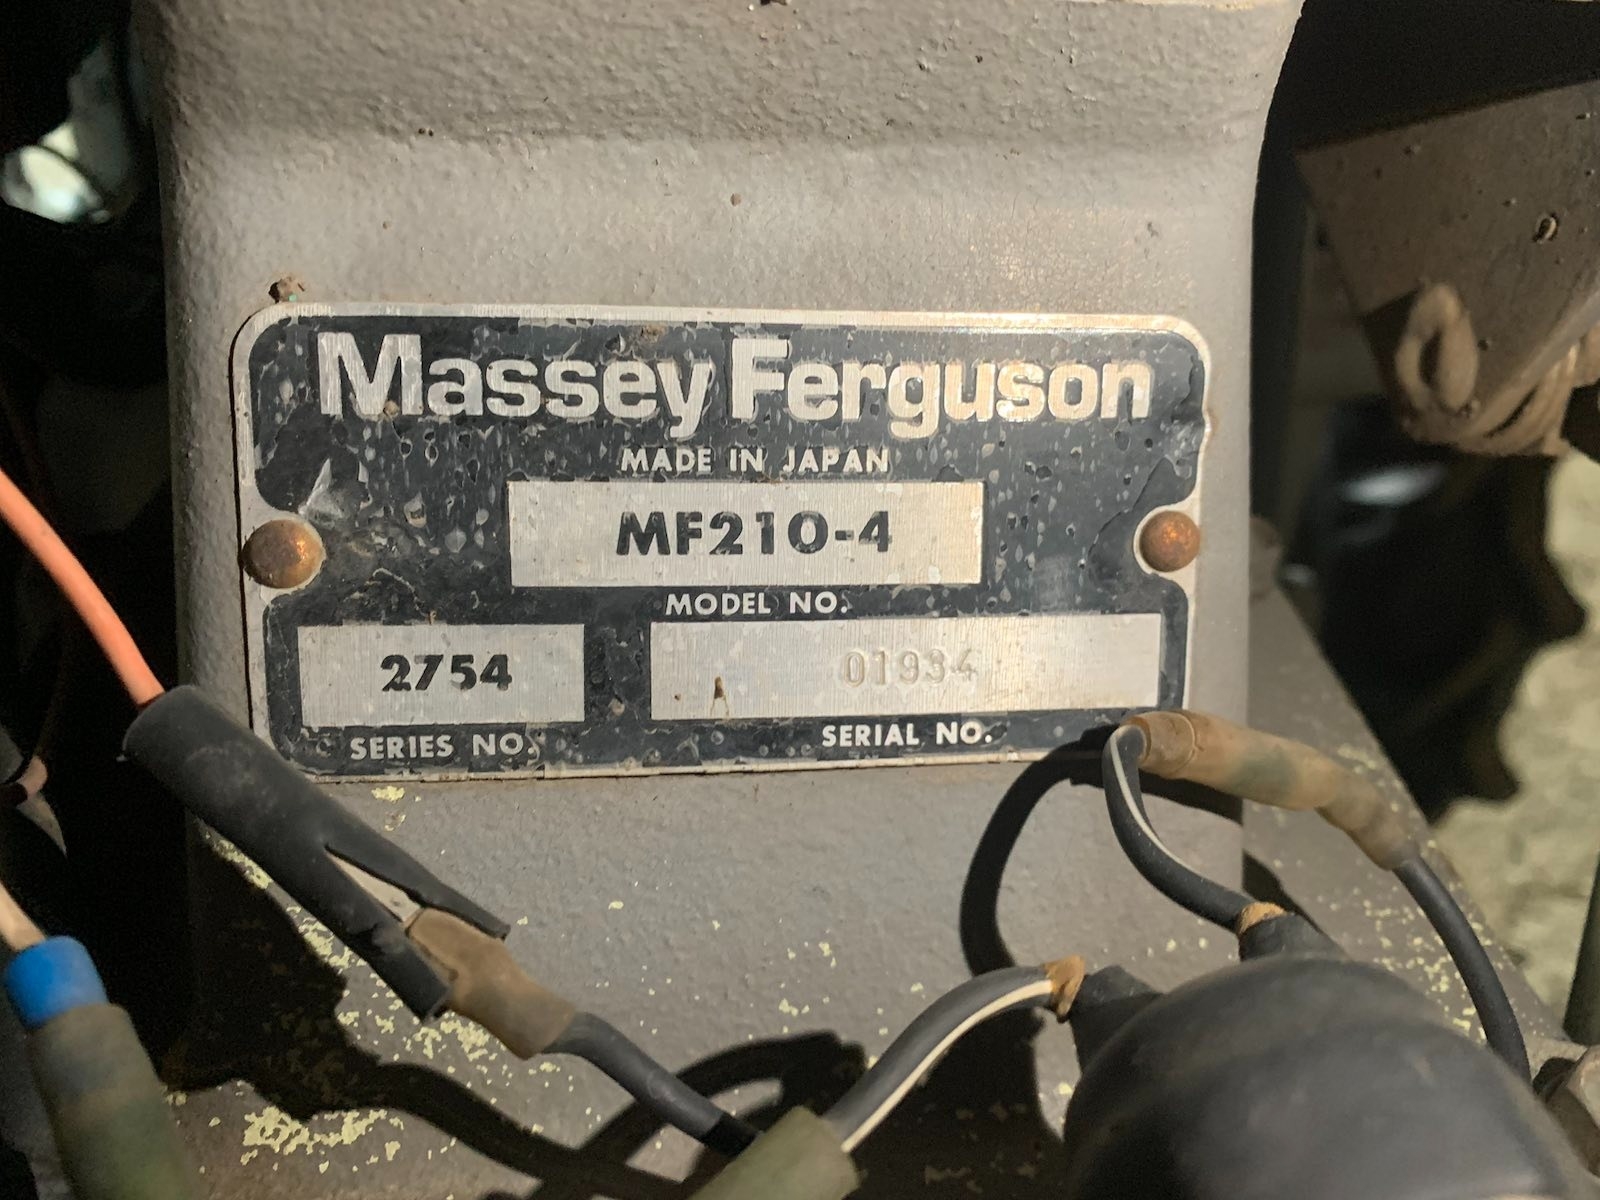 Massey Ferguson
MADE IN JAPAN
MF210-4
MODEL NO.
2754 01934
SERIES NO. SERIAL NO.